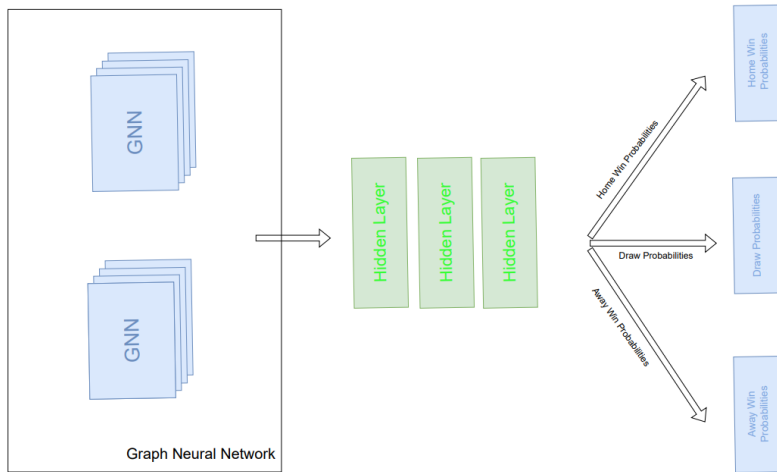 GNN
GNN
Graph Neural Network
Hidden Layer
Hidden Layer
Hidden Layer
Home Win Probabilities
Draw Probabilities
Away Win Probabilities
Home Win
Probabilities
Draw Probabilities
Away Win
Probabilities